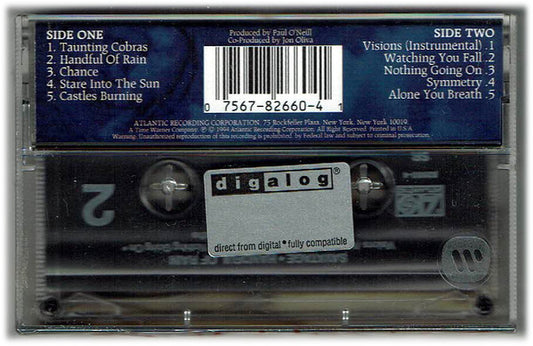 SIDE ONE
1. Taunting Cobras
2. Handful Of Rain
3. Chance
4. Stare Into The Sun
5. Castles Burning
Produced by Paul O'Neill
Co-Produced by Jon Oliva
0 7567-82660-4 1
SIDE TWO
Visions (Instrumental) .1
Watching You Fall .2
Nothing Going On .3
Symmetry .4
Alone You Breath .5
ATLANTIC RECORDING CORPORATION, 75 Rockfeller Plaza, New York, New York 10019.
A Time Warner Company. ℗ © 1994 Atlantic Recording Corporation. All Right Reserved. Printed in U.S.A
Warning: Unauthorized reproduction of this recording is prohibited by Federal law and subject to criminal prosecution.
2
digalog®
direct from digital • fully compatible